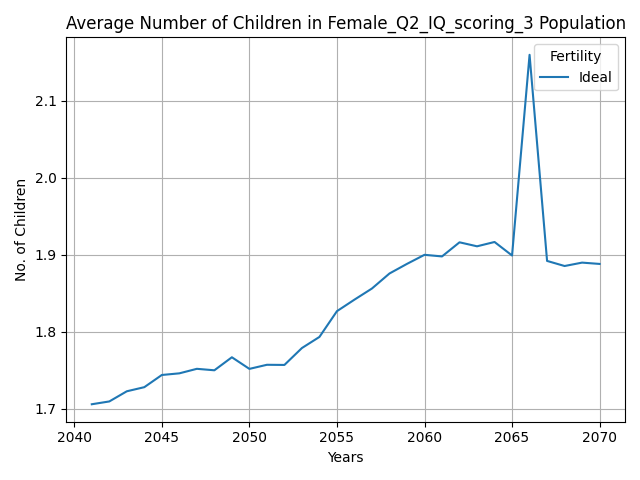 Average Number of Children in Female_Q2_IQ_scoring_3 Population
Fertility
Ideal
2.1
2.0
1.9
1.8
1.7
No. of Children
2040 2045 2050 2055 2060 2065 2070
Years